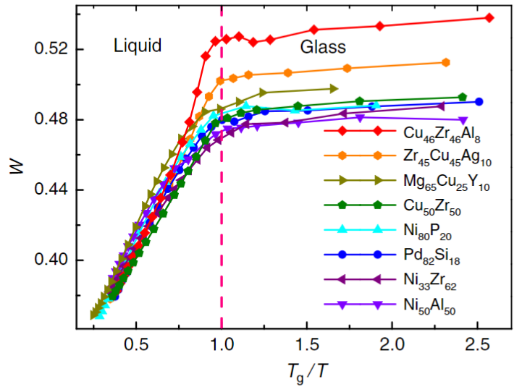 Liquid
Glass
0.52
0.48
0.44
0.40
W
Cu46Zr46Al8
Zr45Cu45Ag10
Mg65Cu25Y10
Cu50Zr50
Ni80P20
Pd82Si18
Ni33Zr62
Ni50Al50
0.5 1.0 1.5 2.0 2.5
Tg/T